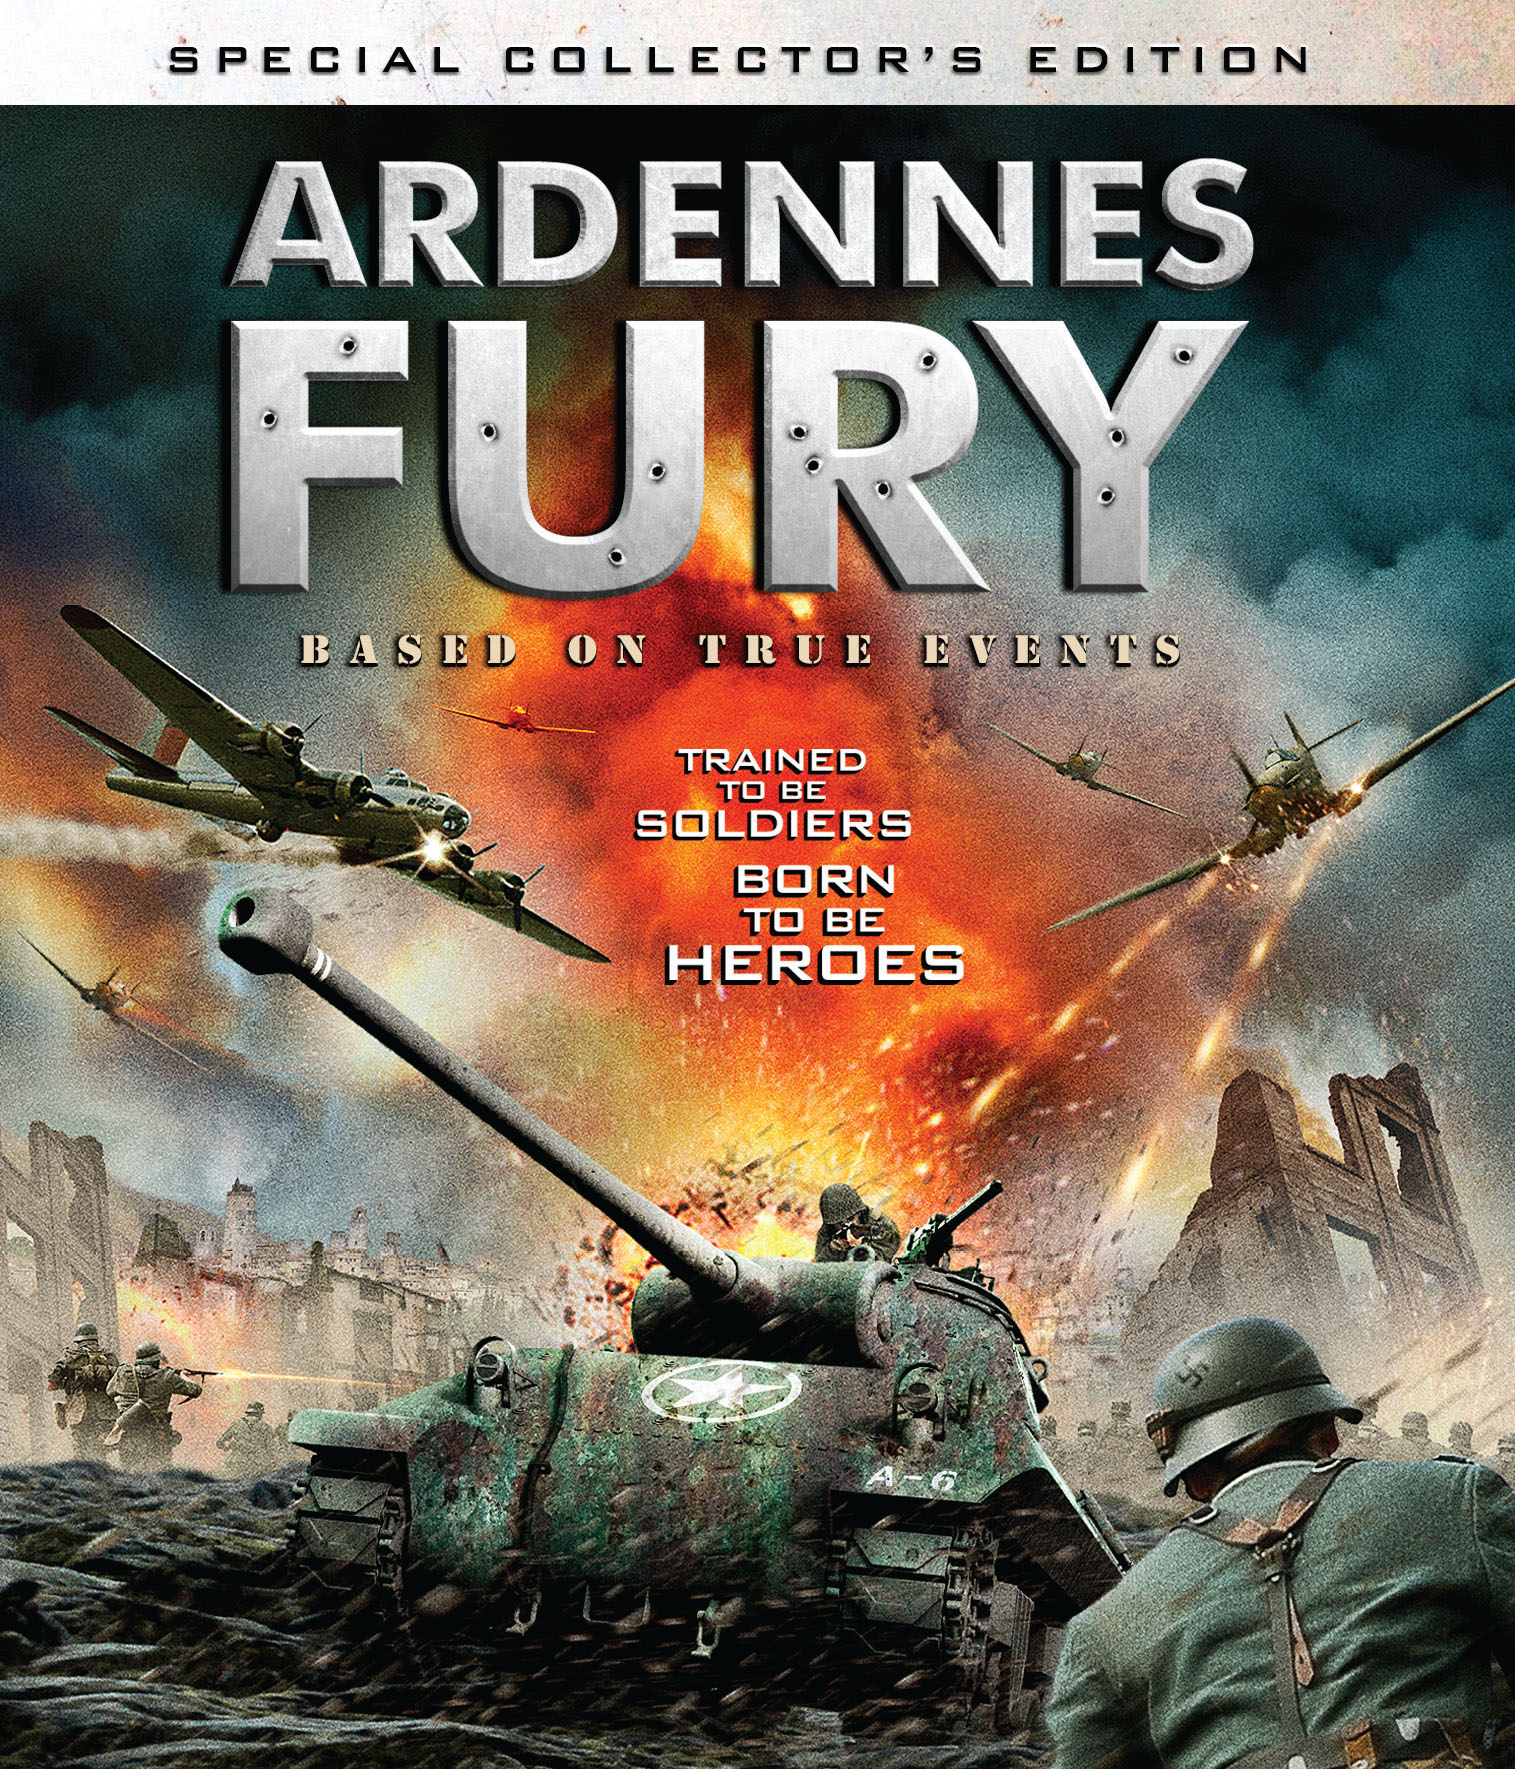 SPECIAL COLLECTOR'S EDITION
ARDENNES
FURY
BASED ON TRUE EVENTS
TRAINED
TO BE
SOLDIERS
BORN
TO BE
HEROES
A-6